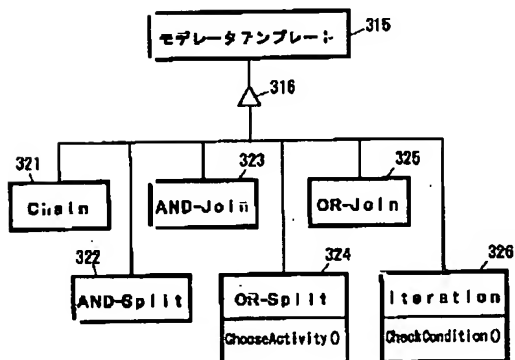 モデレータテンプレート
315
316
321
Chain
323
AND-Join
325
OR-Join
322
AND-Split
324
OR-Split
ChooseActivity()
326
Iteration
CheckCondition()